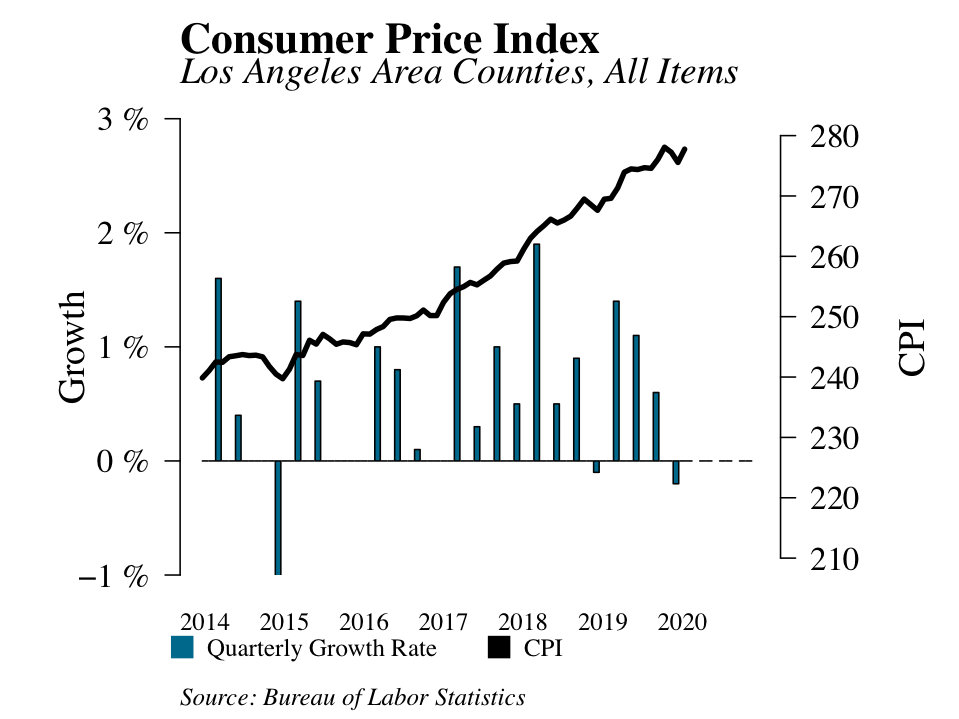 Consumer Price Index
Los Angeles Area Counties, All Items
3 %
2 %
1 %
0 %
−1 %
Growth
280
270
260
250
240
230
220
210
CPI
2014 2015 2016 2017 2018 2019 2020
Quarterly Growth Rate CPI
Source: Bureau of Labor Statistics